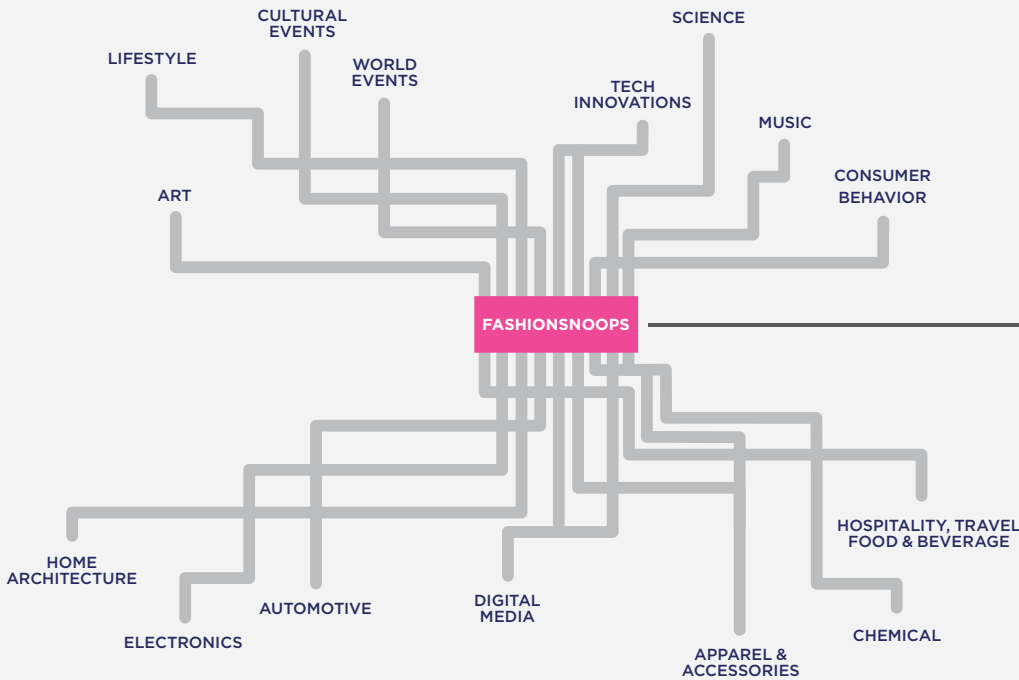 CULTURAL
EVENTS
SCIENCE
LIFESTYLE
WORLD
EVENTS
TECH
INNOVATIONS
MUSIC
CONSUMER
BEHAVIOR
ART
FASHIONSNOOPS
HOSPITALITY, TRAVEL
FOOD & BEVERAGE
HOME
ARCHITECTURE
AUTOMOTIVE
DIGITAL
MEDIA
ELECTRONICS
CHEMICAL
APPAREL &
ACCESSORIES